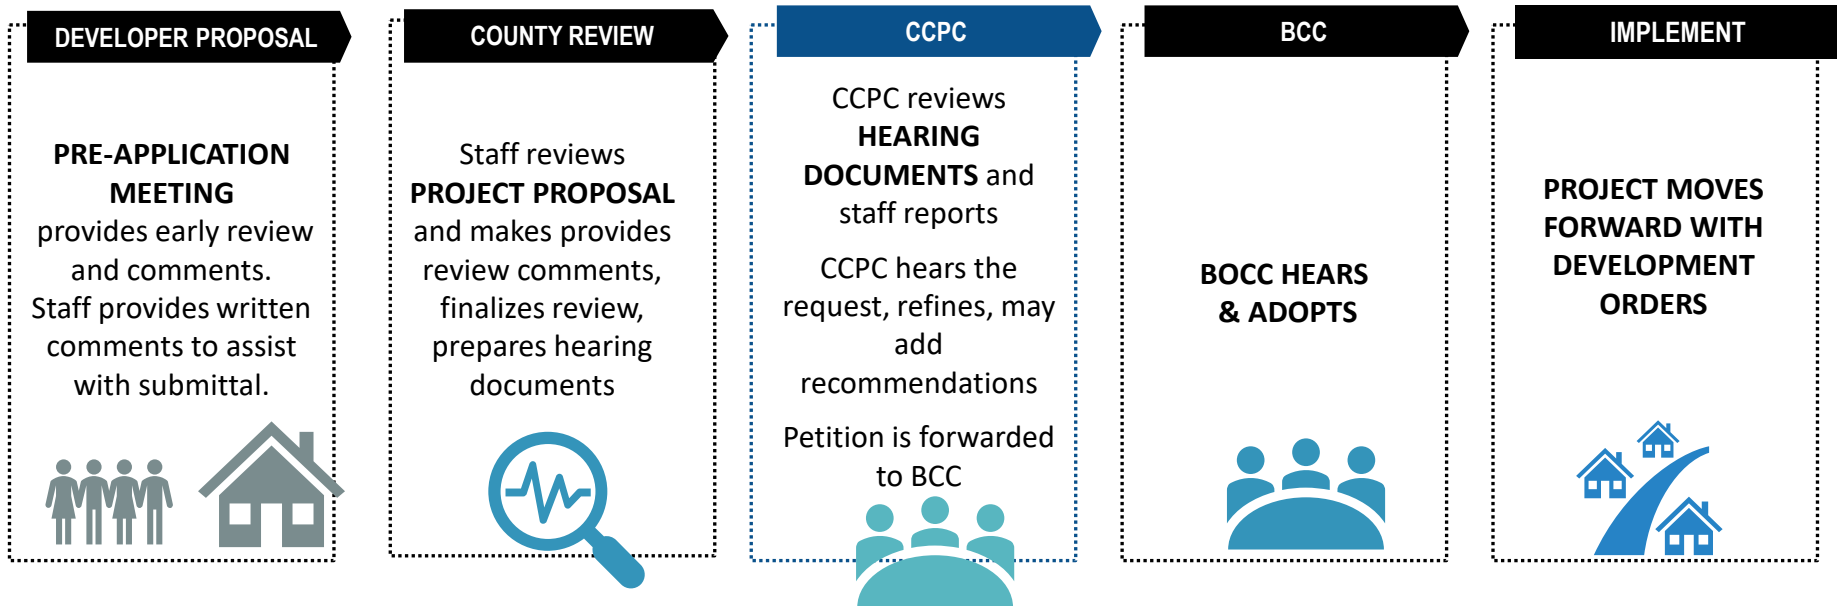 DEVELOPER PROPOSAL
PRE-APPLICATION
MEETING
provides early review
and comments.
Staff provides written
comments to assist
with submittal.
COUNTY REVIEW
Staff reviews
PROJECT PROPOSAL
and makes provides
review comments,
finalizes review,
prepares hearing
documents
CCPC
CCPC reviews
HEARING
DOCUMENTS and
staff reports
CCPC hears the
request, refines, may
add
recommendations
Petition is forwarded
to BCC
BCC
BOCC HEARS
& ADOPTS
IMPLEMENT
PROJECT MOVES
FORWARD WITH
DEVELOPMENT
ORDERS